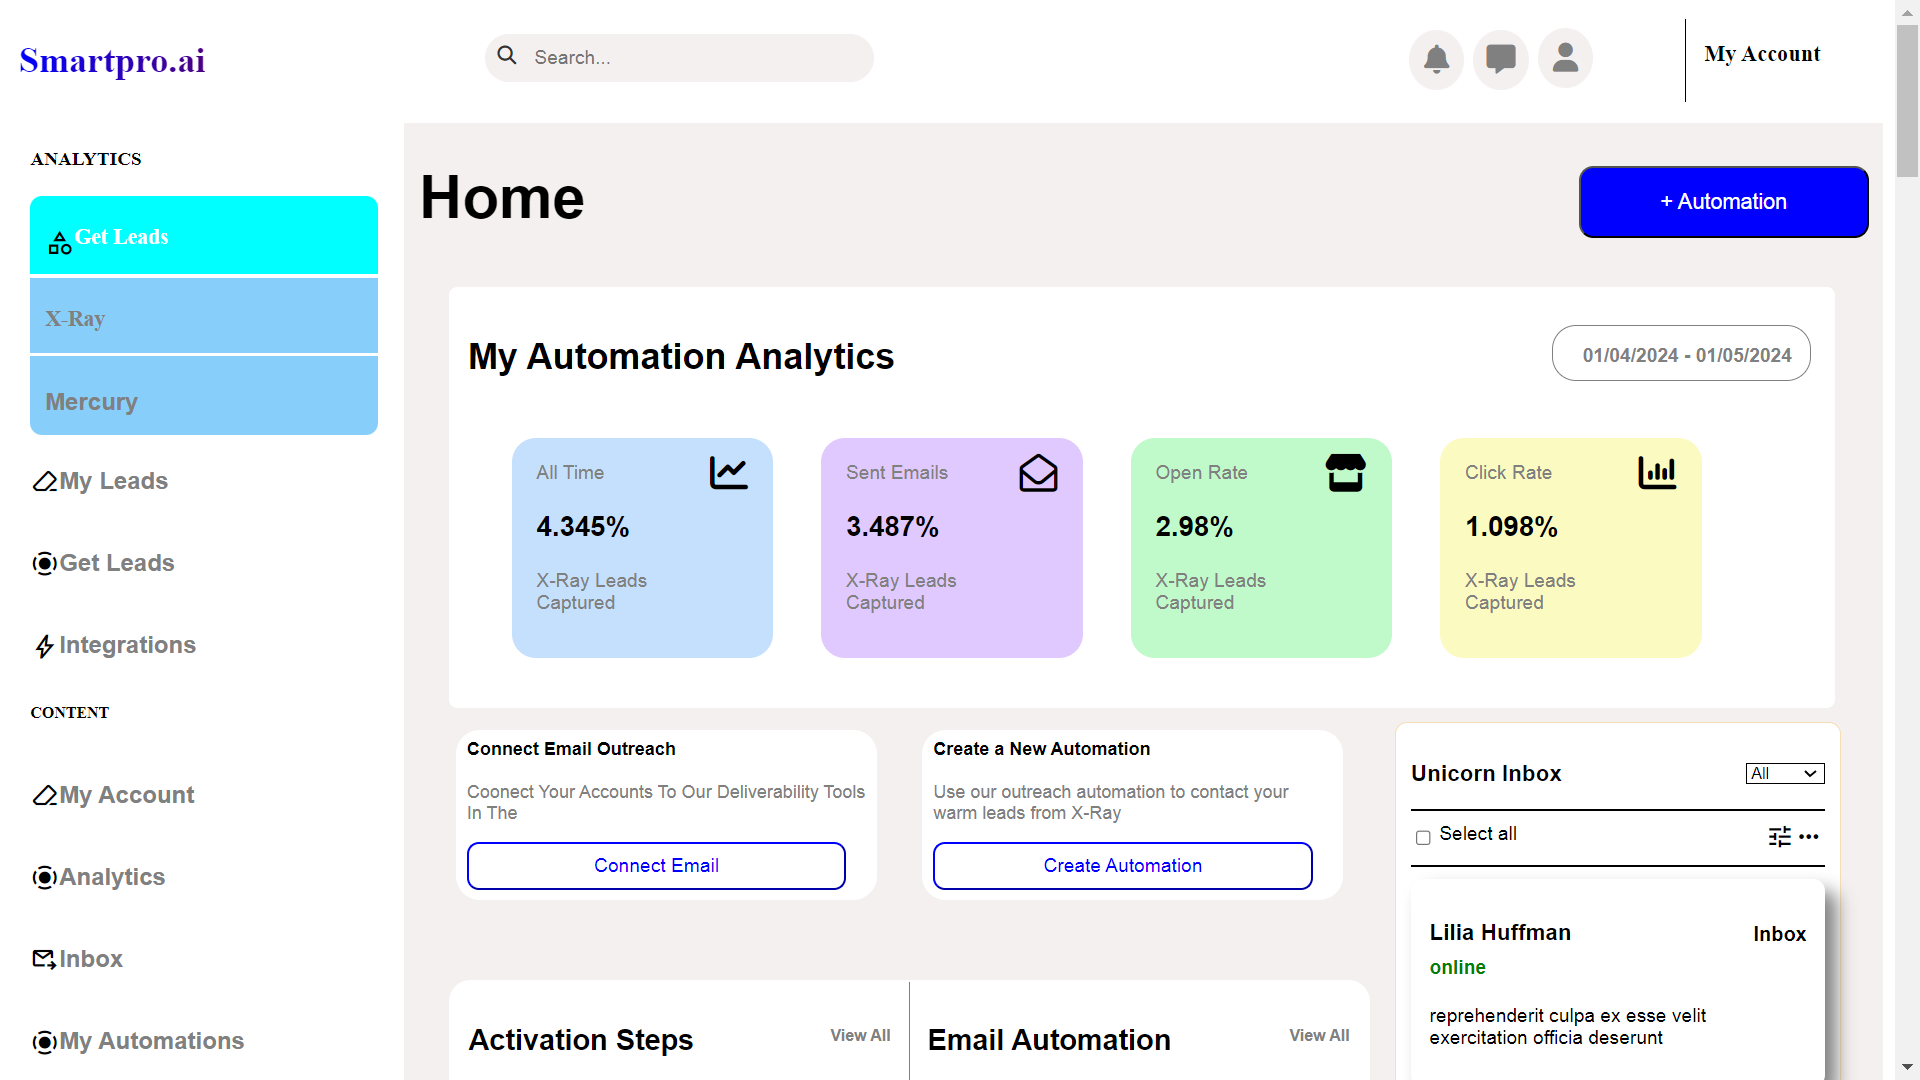 Smartpro.ai
Search...
My Account
ANALYTICS
Get Leads
X-Ray
Mercury
My Leads
Get Leads
Integrations
CONTENT
My Account
Analytics
Inbox
My Automations
Home
+ Automation
My Automation Analytics
01/04/2024 - 01/05/2024
All Time
4.345%
X-Ray Leads
Captured
Sent Emails
3.487%
X-Ray Leads
Captured
Open Rate
2.98%
X-Ray Leads
Captured
Click Rate
1.098%
X-Ray Leads
Captured
Connect Email Outreach
Coonect Your Accounts To Our Deliverability Tools
In The
Connect Email
Create a New Automation
Use our outreach automation to contact your
warm leads from X-Ray
Create Automation
Unicorn Inbox
All
Select all
Lilia Huffman
Inbox
online
reprehenderit culpa ex esse velit
exercitation officia deserunt
Activation Steps
View All
Email Automation
View All